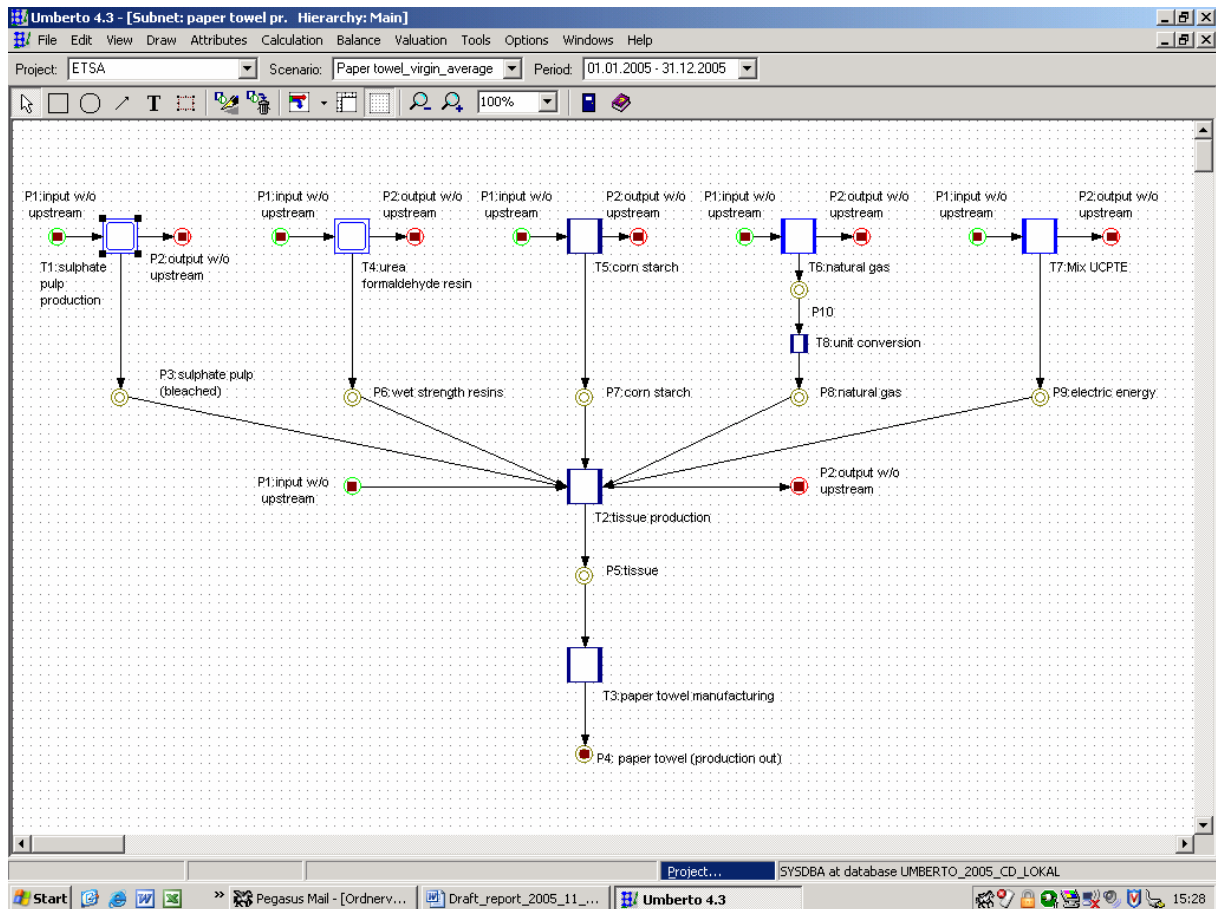 Umberto 4.3 - [Subnet: paper towel pr. Hierarchy: Main]
File Edit View Draw Attributes Calculation Balance Valuation Tools Options Windows Help
Project: ETSA Scenario: Paper towel_virgin_average Period: 01.01.2005 - 31.12.2005
T 100%
P1:input w/o
upstream
P1:input w/o
upstream
P2:output w/o
upstream
P1:input w/o
upstream
P2:output w/o
upstream
P1:input w/o
upstream
P2:output w/o
upstream
P1:input w/o
upstream
P2:output w/o
upstream
T1:sulphate
pulp
production
P2:output w/o
upstream
T4:urea
formaldehyde resin
T5:corn starch
T6:natural gas
T7:Mix UCPTE
P10
T8:unit conversion
P3:sulphate pulp
(bleached)
P6:wet strength resins
P7:corn starch
P8:natural gas
P9:electric energy
P1:input w/o
upstream
P2:output w/o
upstream
T2:tissue production
P5:tissue
T3:paper towel manufacturing
P4: paper towel (production out)
Project... SYSDBA at database UMBERTO_2005_CD_LOKAL
Start » Pegasus Mail - [Ordnerv... Draft_report_2005_11_... Umberto 4.3 15:28